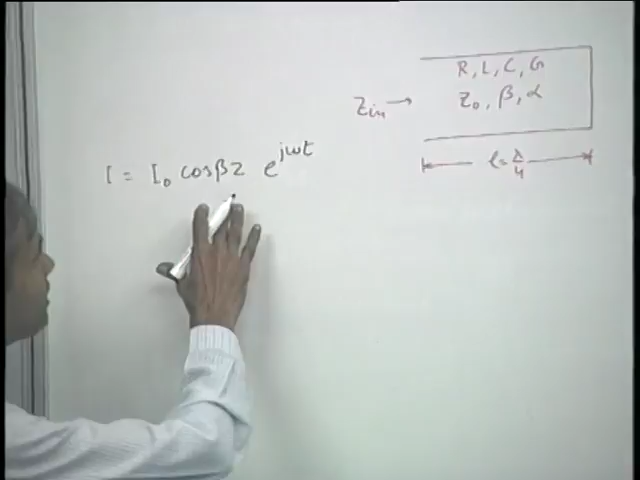 R, L, C, G
Z₀, β, α
Zin →
l = λ/4
I = I₀ cosβz e^jωt